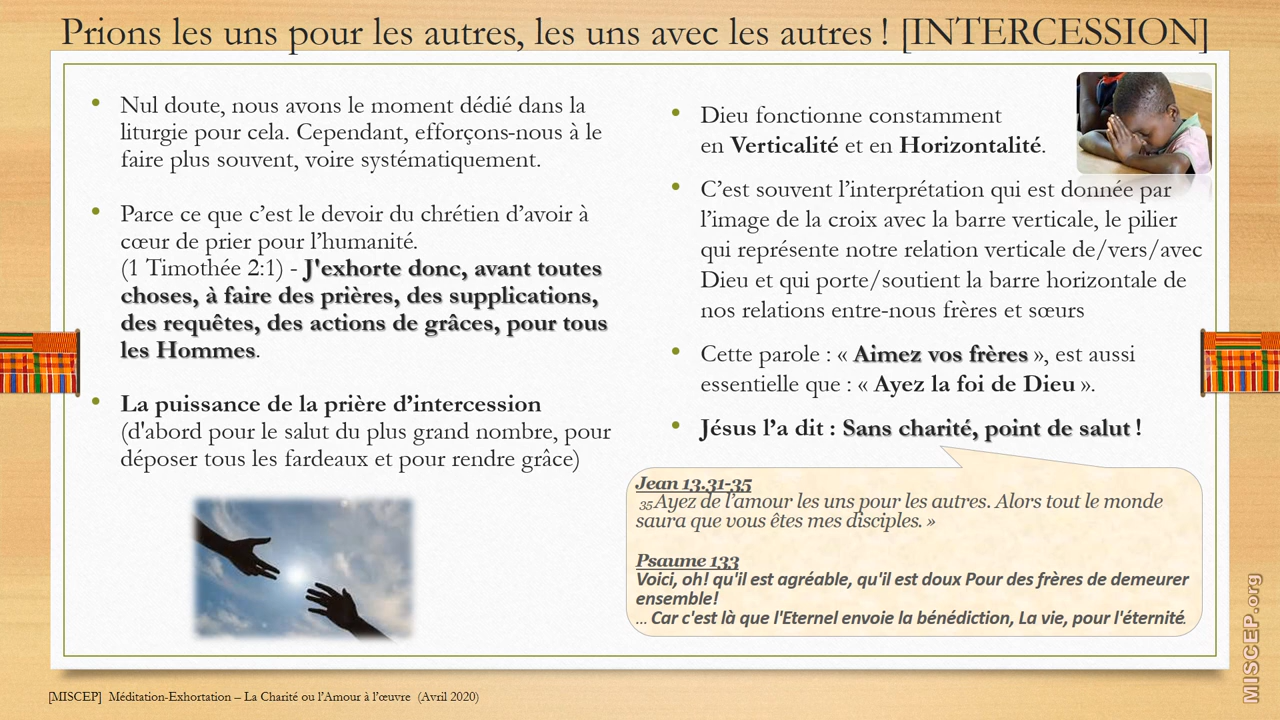 Prions les uns pour les autres, les uns avec les autres ! [INTERCESSION]
• Nul doute, nous avons le moment dédié dans la
liturgie pour cela. Cependant, efforçons-nous à le
faire plus souvent, voire systématiquement.
• Parce ce que c’est le devoir du chrétien d’avoir à
cœur de prier pour l’humanité.
(1 Timothée 2:1) - J'exhorte donc, avant toutes
choses, à faire des prières, des supplications,
des requêtes, des actions de grâces, pour tous
les Hommes.
• La puissance de la prière d’intercession
(d'abord pour le salut du plus grand nombre, pour
déposer tous les fardeaux et pour rendre grâce)
• Dieu fonctionne constamment
en Verticalité et en Horizontalité.
• C’est souvent l’interprétation qui est donnée par
l’image de la croix avec la barre verticale, le pilier
qui représente notre relation verticale de/vers/avec
Dieu et qui porte/soutient la barre horizontale de
nos relations entre-nous frères et sœurs
• Cette parole : « Aimez vos frères », est aussi
essentielle que : « Ayez la foi de Dieu ».
• Jésus l’a dit : Sans charité, point de salut !
Jean 13.31-35
35 Ayez de l’amour les uns pour les autres. Alors tout le monde
saura que vous êtes mes disciples. »
Psaume 133
Voici, oh! qu'il est agréable, qu'il est doux Pour des frères de demeurer
ensemble!
... Car c'est là que l'Eternel envoie la bénédiction, La vie, pour l'éternité.
[MISCEP] Méditation-Exhortation – La Charité ou l’Amour à l’œuvre (Avril 2020)
MISCEP.org